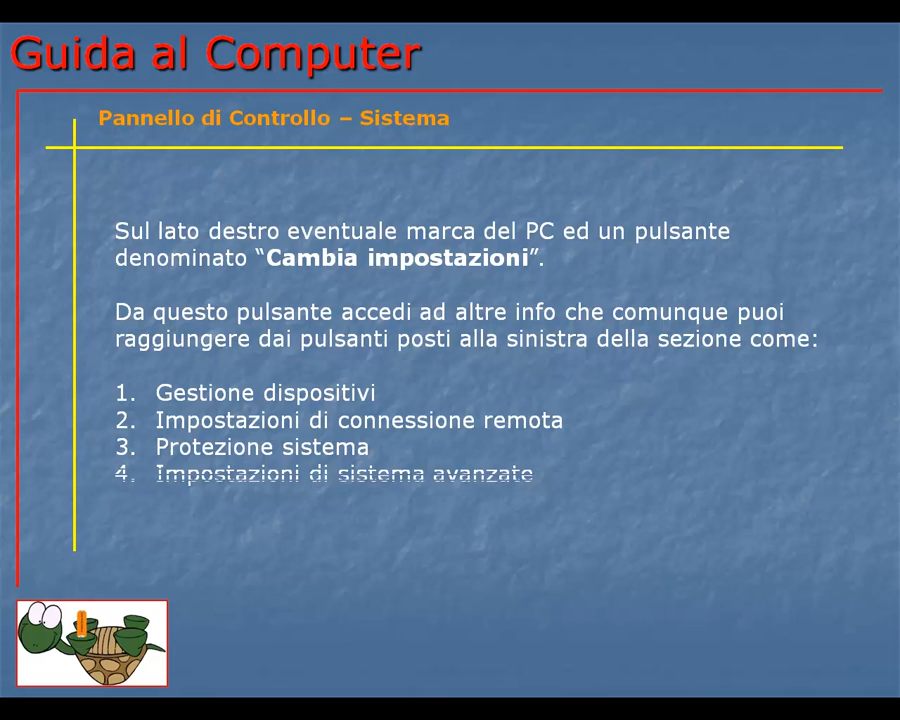 Guida al Computer
Pannello di Controllo – Sistema
Sul lato destro eventuale marca del PC ed un pulsante
denominato “Cambia impostazioni”.
Da questo pulsante accedi ad altre info che comunque puoi
raggiungere dai pulsanti posti alla sinistra della sezione come:
1. Gestione dispositivi
2. Impostazioni di connessione remota
3. Protezione sistema
4. Impostazioni di sistema avanzate